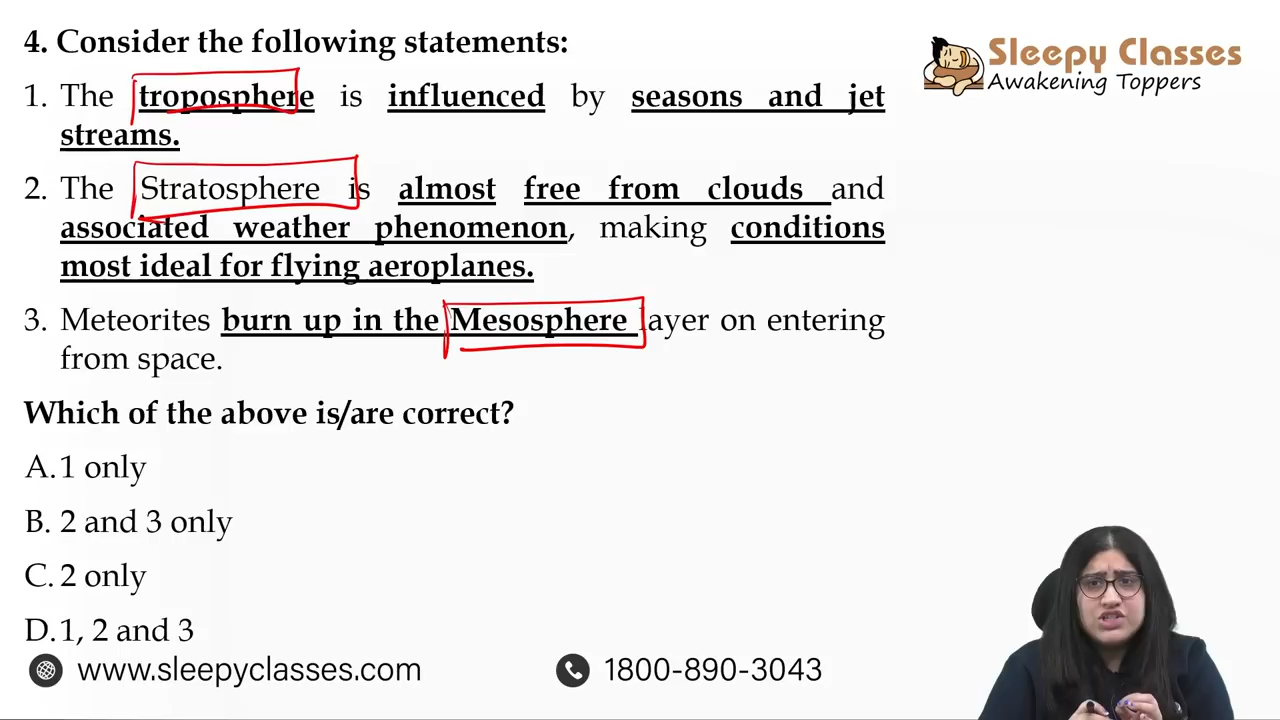 4. Consider the following statements:
Sleepy Classes
Awakening Toppers
1. The troposphere is influenced by seasons and jet
streams.
2. The Stratosphere is almost free from clouds and
associated weather phenomenon, making conditions
most ideal for flying aeroplanes.
3. Meteorites burn up in the Mesosphere layer on entering
from space.
Which of the above is/are correct?
A. 1 only
B. 2 and 3 only
C. 2 only
D. 1, 2 and 3
www.sleepyclasses.com
1800-890-3043